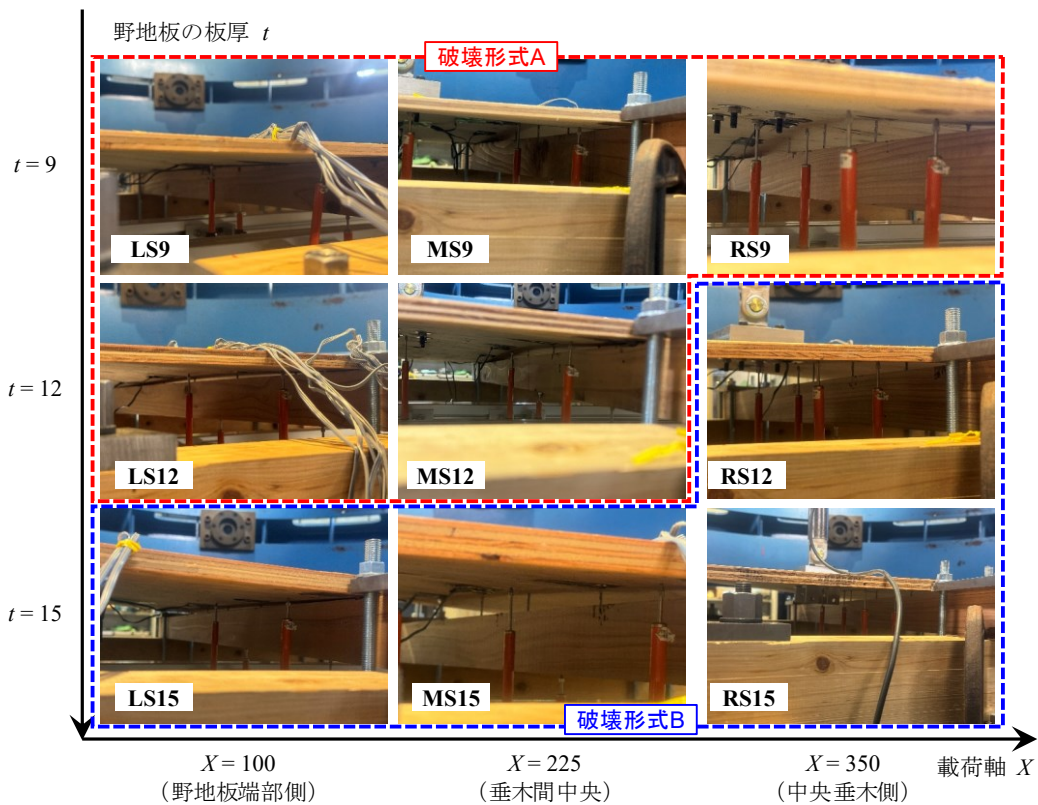 野地板の板厚 t
破壊形式A
t = 9
LS9
MS9
RS9
t = 12
LS12
MS12
RS12
t = 15
LS15
MS15
RS15
破壊形式B
X = 100
（野地板端部側）
X = 225
（垂木間中央）
X = 350
（中央垂木側）
載荷軸 X